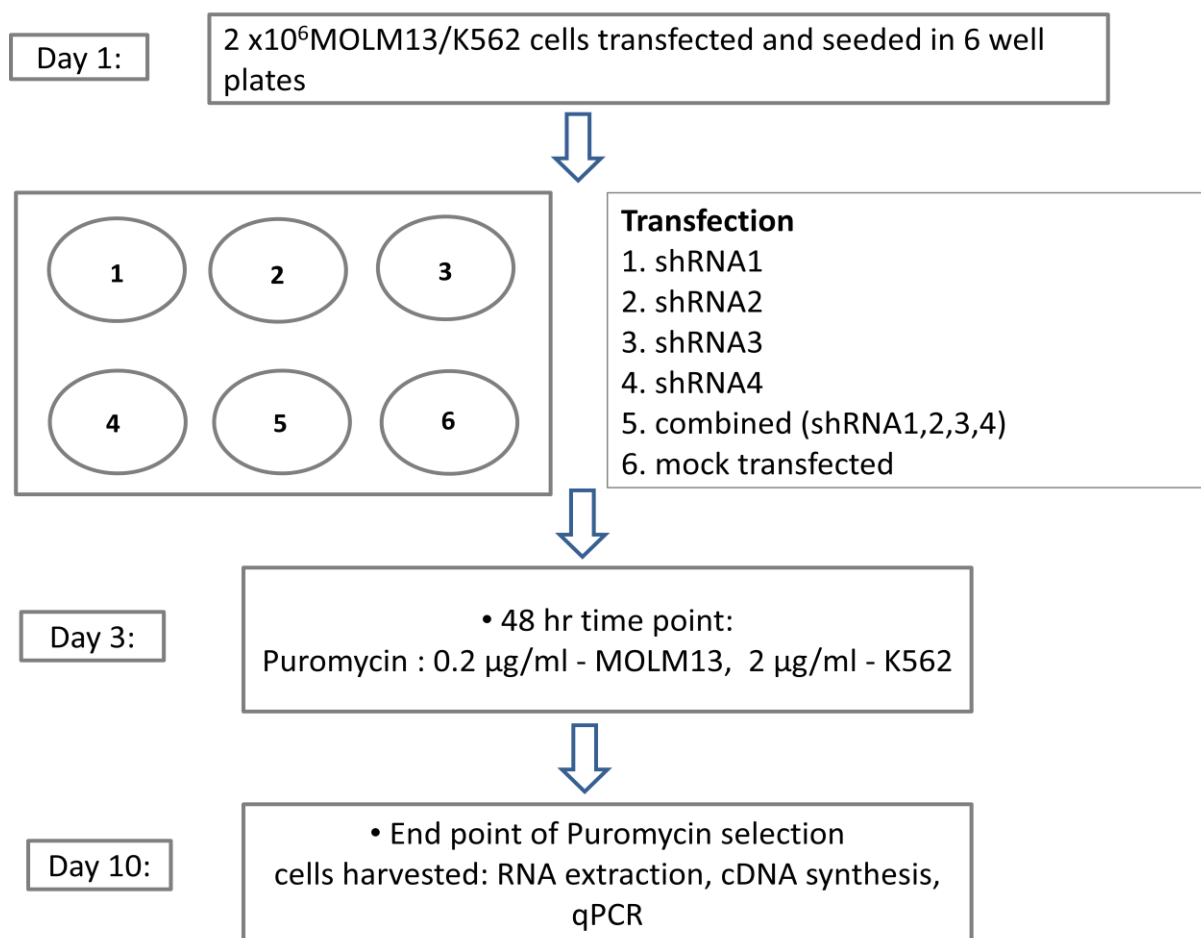 Day 1:
2 x10⁶MOLM13/K562 cells transfected and seeded in 6 well
plates
1
2
3
4
5
6
Transfection
1. shRNA1
2. shRNA2
3. shRNA3
4. shRNA4
5. combined (shRNA1,2,3,4)
6. mock transfected
Day 3:
• 48 hr time point:
Puromycin : 0.2 µg/ml - MOLM13, 2 µg/ml - K562
Day 10:
• End point of Puromycin selection
cells harvested: RNA extraction, cDNA synthesis,
qPCR